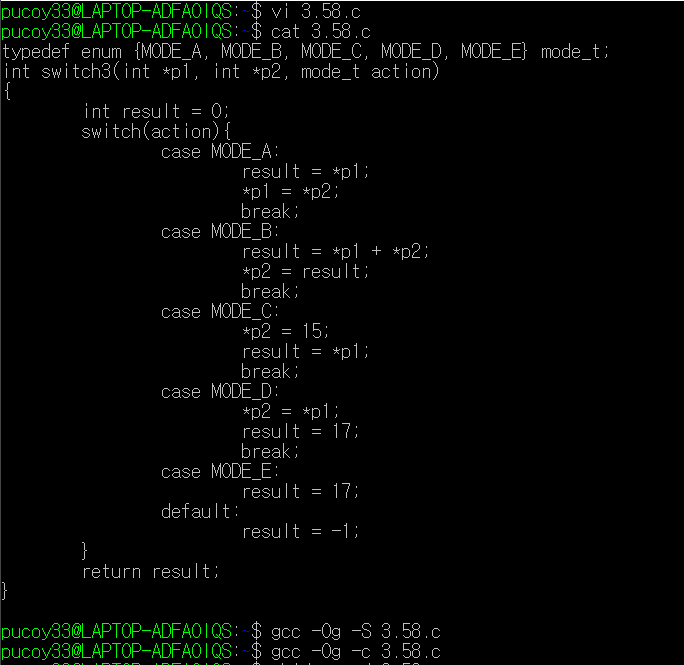 pucoy33@LAPTOP-ADFAOIQS:~$ vi 3.58.c
pucoy33@LAPTOP-ADFAOIQS:~$ cat 3.58.c
typedef enum {MODE_A, MODE_B, MODE_C, MODE_D, MODE_E} mode_t;
int switch3(int *p1, int *p2, mode_t action)
{
        int result = 0;
        switch(action){
                case MODE_A:
                        result = *p1;
                        *p1 = *p2;
                        break;
                case MODE_B:
                        result = *p1 + *p2;
                        *p2 = result;
                        break;
                case MODE_C:
                        *p2 = 15;
                        result = *p1;
                        break;
                case MODE_D:
                        *p2 = *p1;
                        result = 17;
                        break;
                case MODE_E:
                        result = 17;
                default:
                        result = -1;
        }
        return result;
}
pucoy33@LAPTOP-ADFAOIQS:~$ gcc -Og -S 3.58.c
pucoy33@LAPTOP-ADFAOIQS:~$ gcc -Og -c 3.58.c